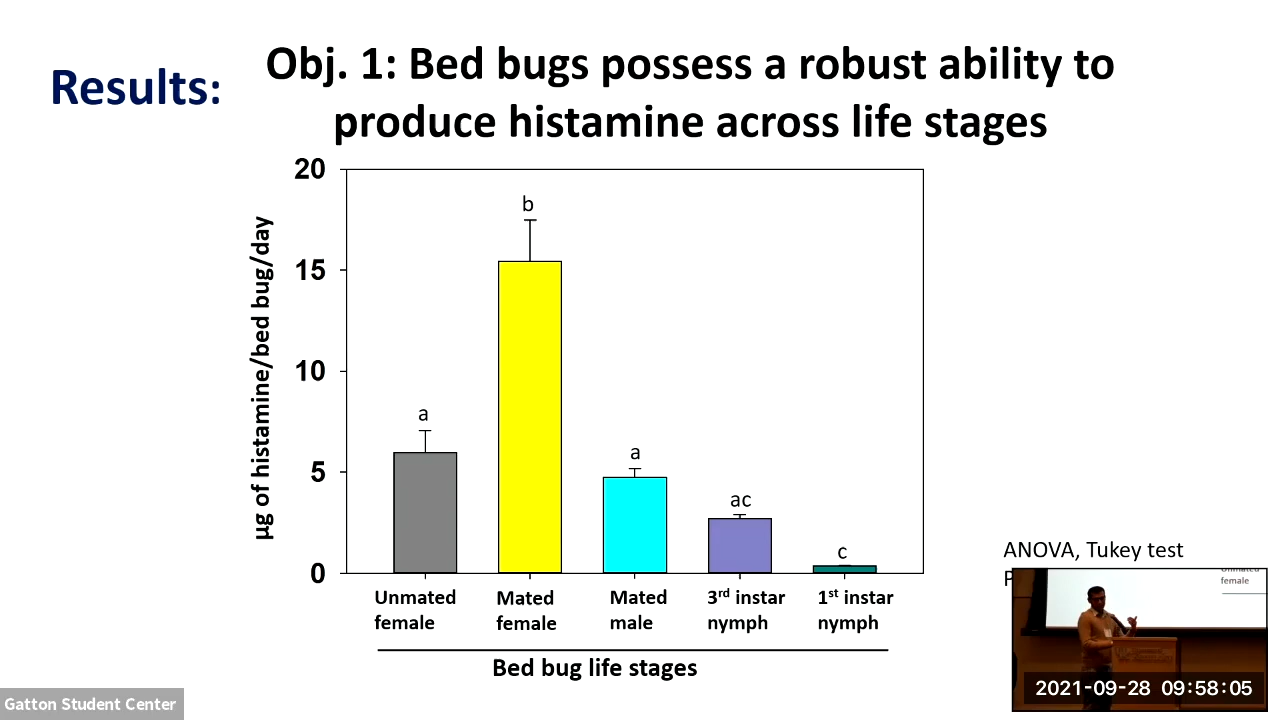 Results:
Obj. 1: Bed bugs possess a robust ability to
produce histamine across life stages
µg of histamine/bed bug/day
20
15
10
5
0
a
b
a
ac
c
Unmated
female
Mated
female
Mated
male
3rd instar
nymph
1st instar
nymph
Bed bug life stages
ANOVA, Tukey test
P
Unmated
female
2021-09-28 09:58:05
Gatton Student Center